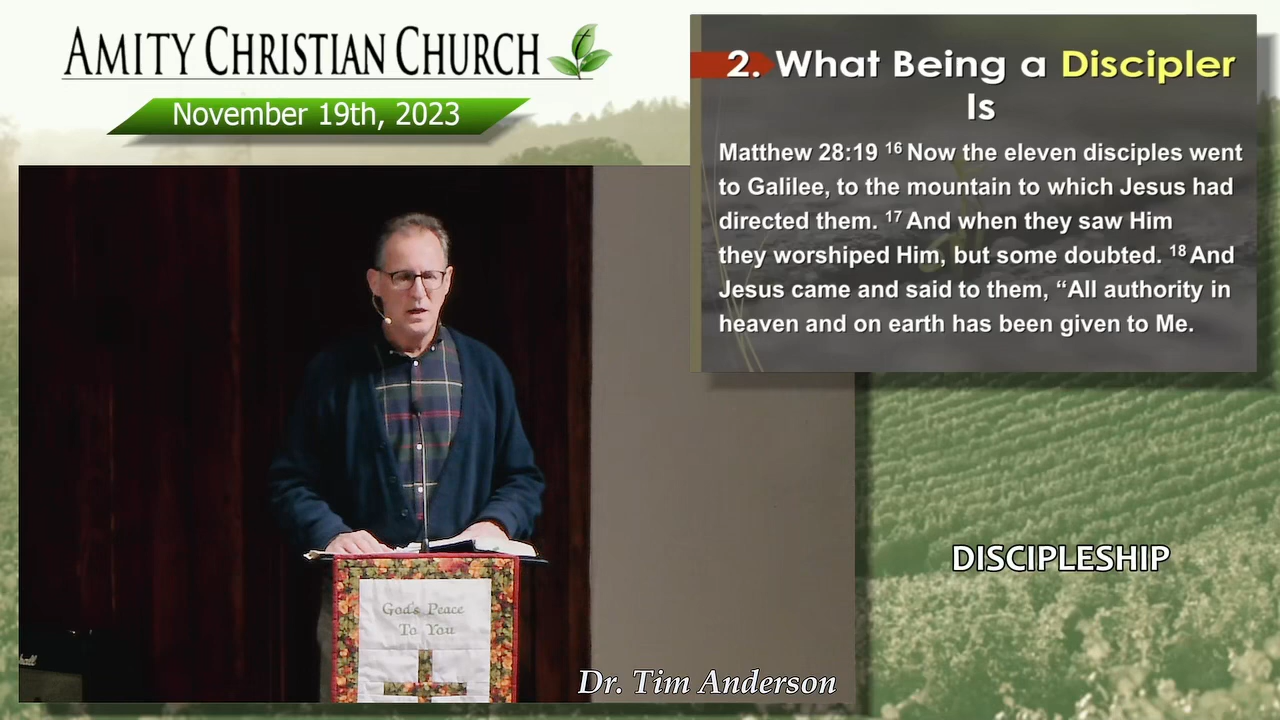 AMITY CHRISTIAN CHURCH
November 19th, 2023
2. What Being a Discipler
Is
Matthew 28:19 16 Now the eleven disciples went
to Galilee, to the mountain to which Jesus had
directed them. 17 And when they saw Him
they worshiped Him, but some doubted. 18 And
Jesus came and said to them, “All authority in
heaven and on earth has been given to Me.
DISCIPLESHIP
God's Peace
To You
Dr. Tim Anderson